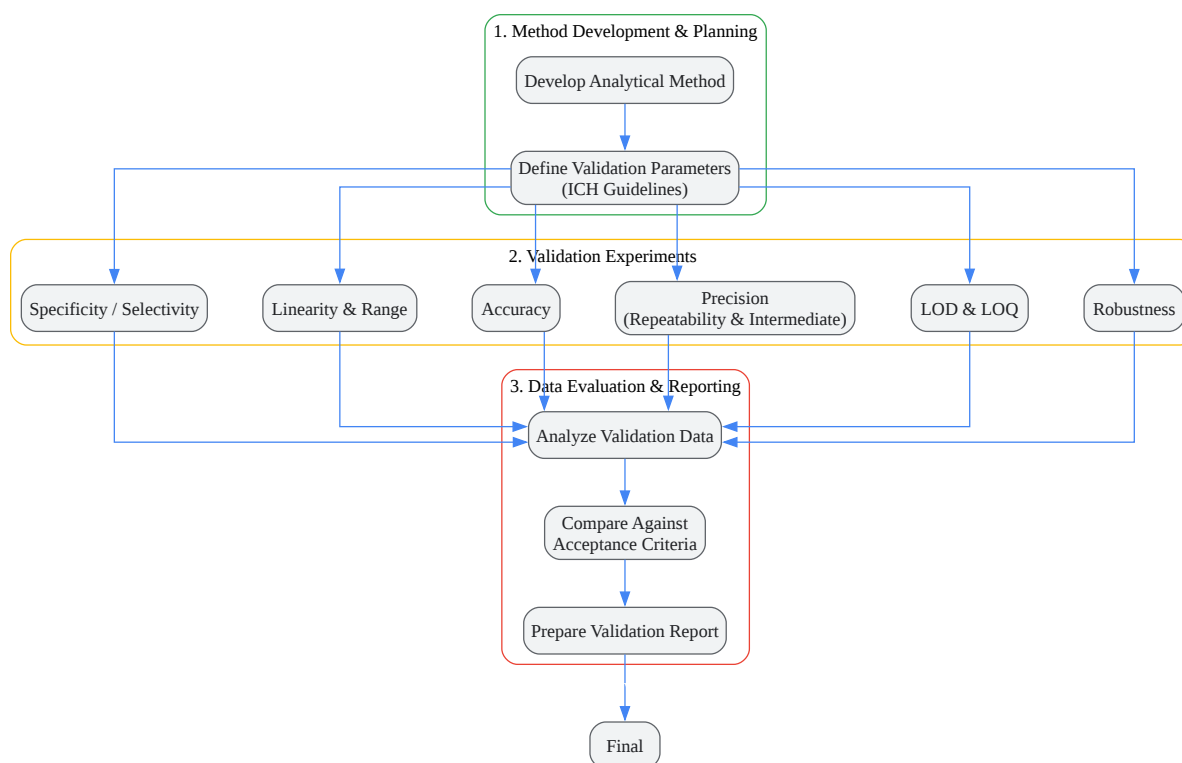 1. Method Development & Planning
Develop Analytical Method
Define Validation Parameters
(ICH Guidelines)
2. Validation Experiments
Specificity / Selectivity
Linearity & Range
Accuracy
Precision
(Repeatability & Intermediate)
LOD & LOQ
Robustness
3. Data Evaluation & Reporting
Analyze Validation Data
Compare Against
Acceptance Criteria
Prepare Validation Report
Final